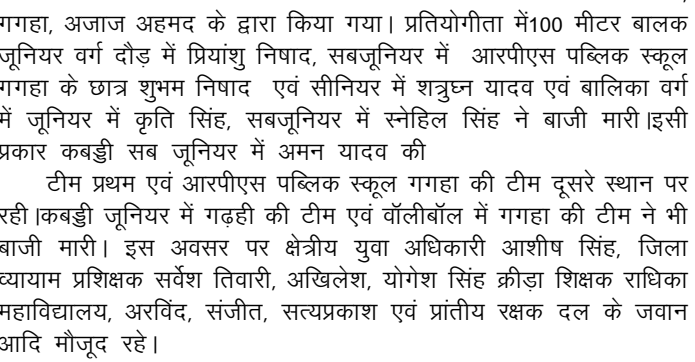 गगहा, अजाज अहमद के द्वारा किया गया। प्रतियोगीता में100 मीटर बालक
जूनियर वर्ग दौड़ में प्रियांशु निषाद, सबजूनियर में आरपीएस पब्लिक स्कूल
गगहा के छात्र शुभम निषाद एवं सीनियर में शत्रुघ्न यादव एवं बालिका वर्ग
में जूनियर में कृति सिंह, सबजूनियर में स्नेहिल सिंह ने बाजी मारी।इसी
प्रकार कबड्डी सब जूनियर में अमन यादव की
टीम प्रथम एवं आरपीएस पब्लिक स्कूल गगहा की टीम दूसरे स्थान पर
रही।कबड्डी जूनियर में गढ़ही की टीम एवं वॉलीबॉल में गगहा की टीम ने भी
बाजी मारी। इस अवसर पर क्षेत्रीय युवा अधिकारी आशीष सिंह, जिला
व्यायाम प्रशिक्षक सर्वेश तिवारी, अखिलेश, योगेश सिंह क्रीड़ा शिक्षक राधिका
महाविद्यालय, अरविंद, संजीत, सत्यप्रकाश एवं प्रांतीय रक्षक दल के जवान
आदि मौजूद रहे।